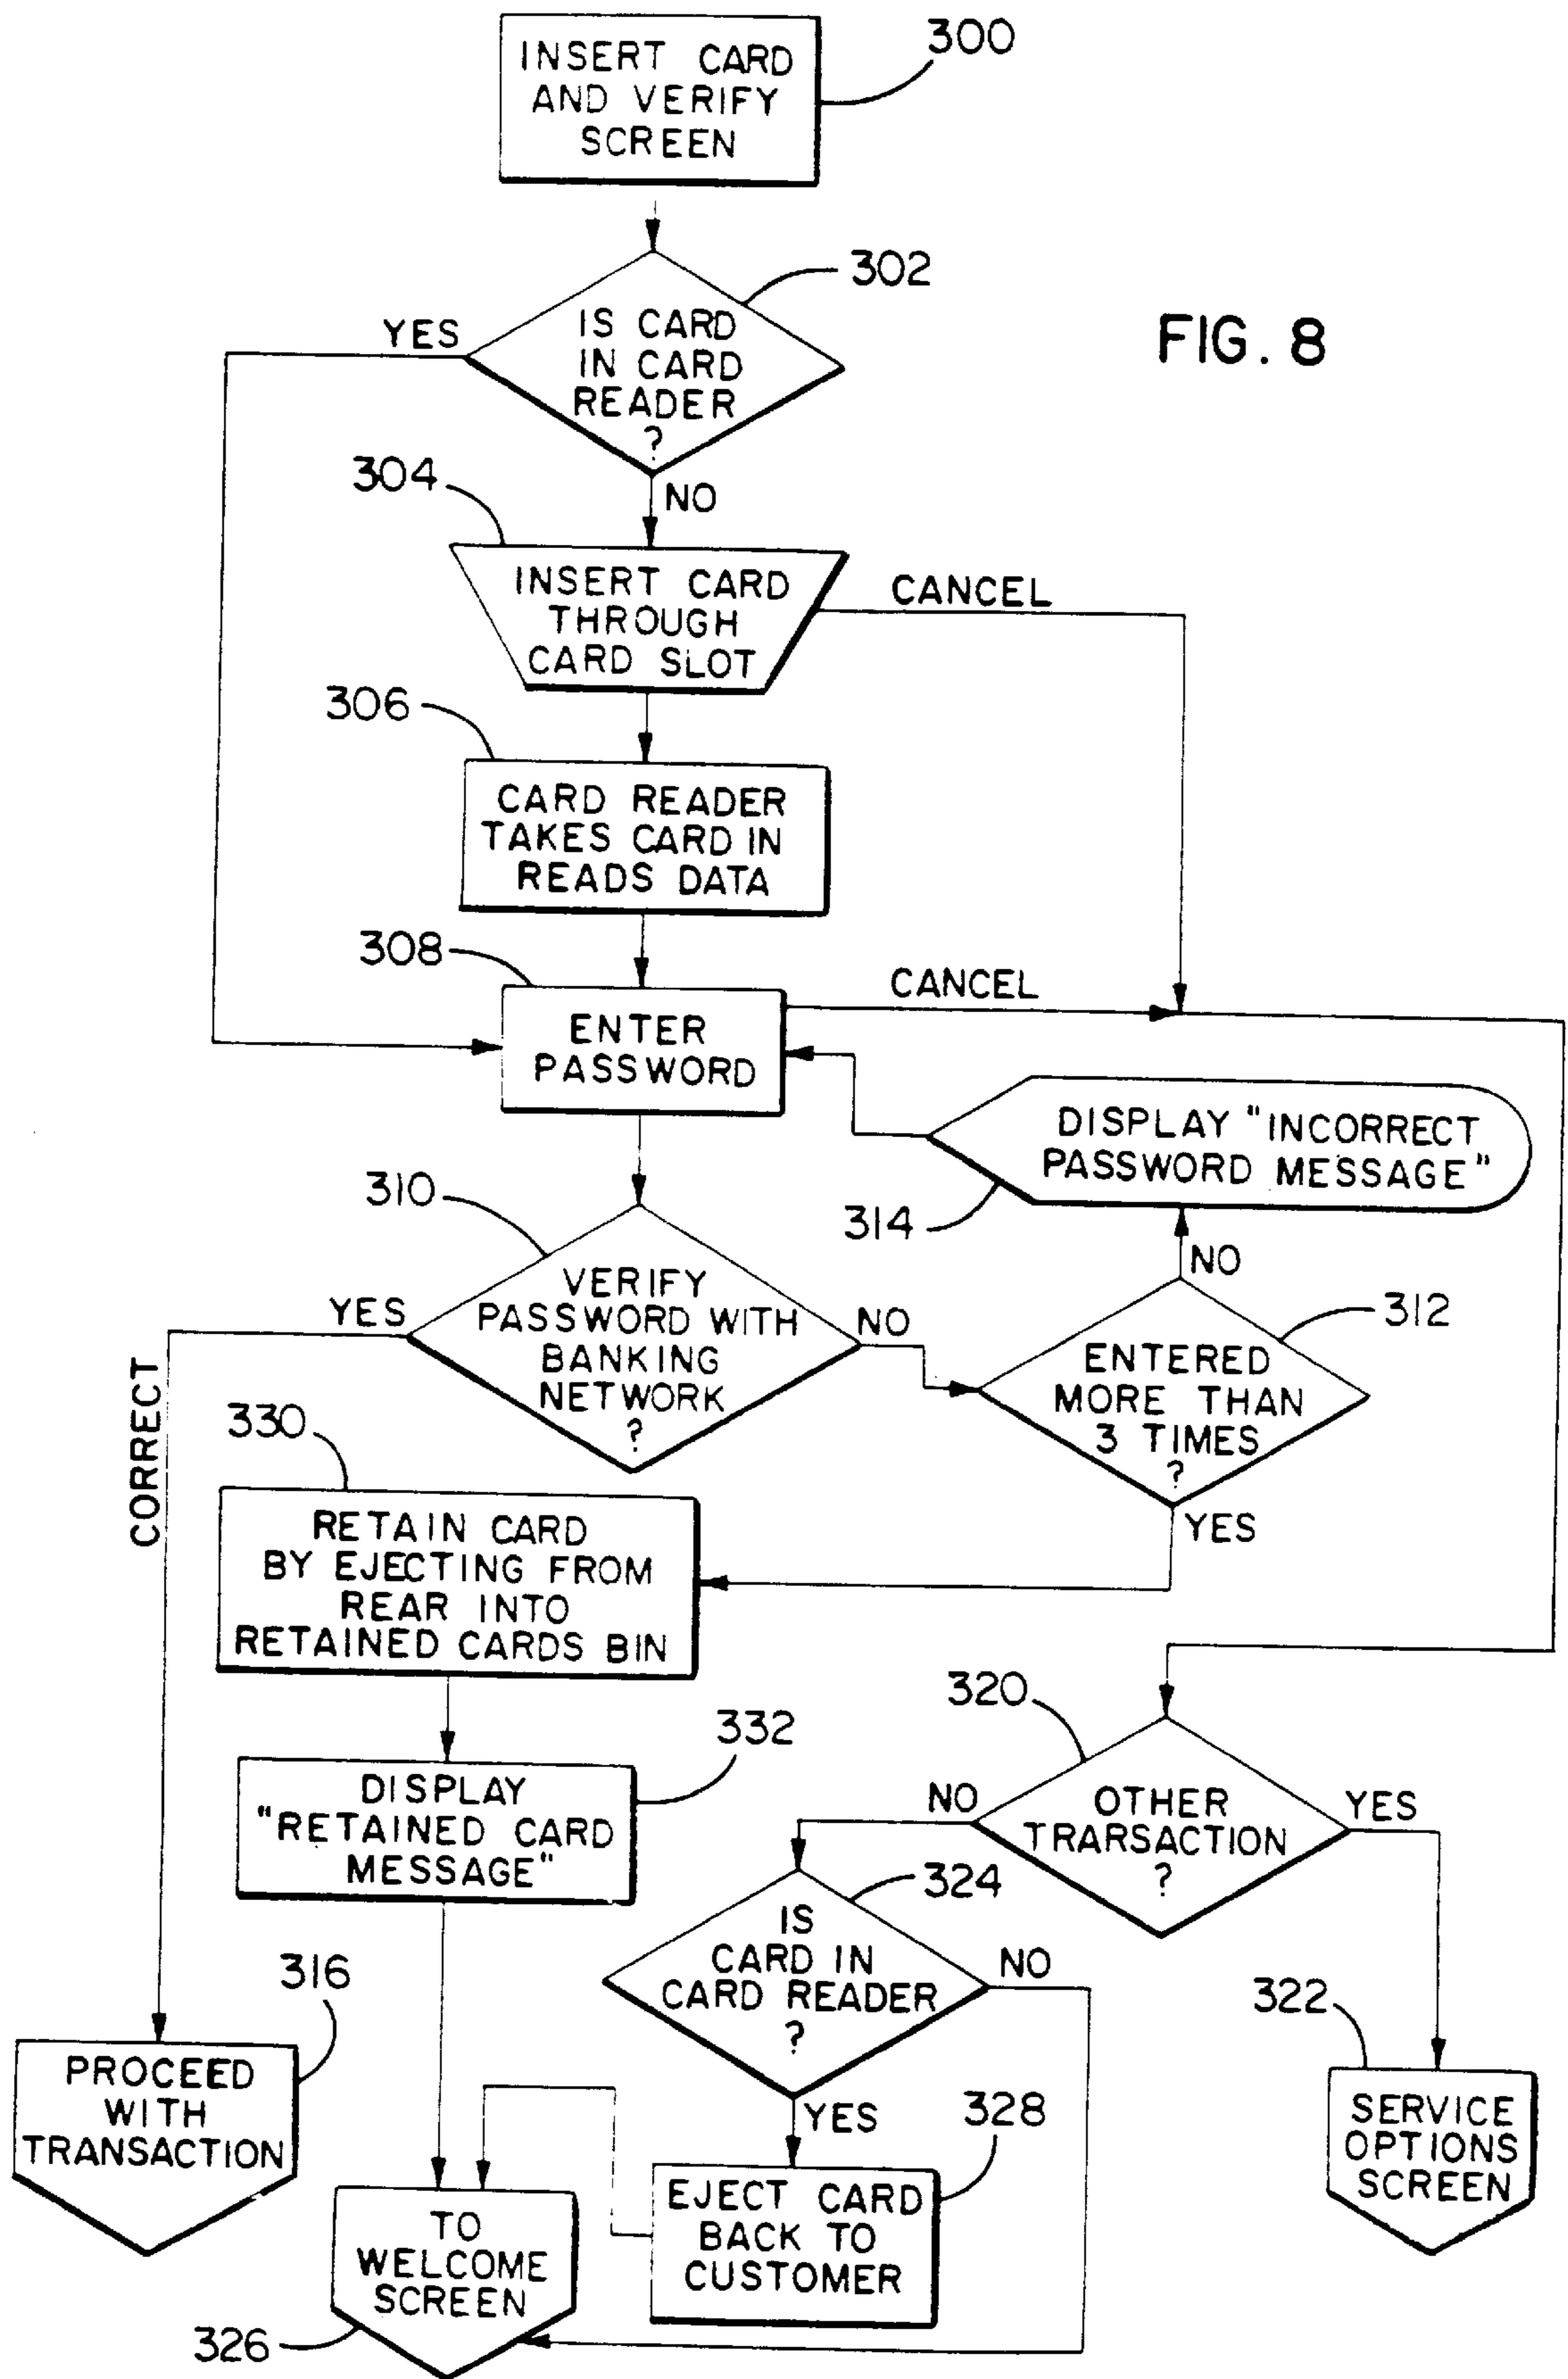 INSERT CARD
AND VERIFY
SCREEN
300
302
IS CARD
IN CARD
READER
?
YES
FIG. 8
304
NO
INSERT CARD
THROUGH
CARD SLOT
CANCEL
306
CARD READER
TAKES CARD IN
READS DATA
308
CANCEL
ENTER
PASSWORD
DISPLAY "INCORRECT
PASSWORD MESSAGE"
314
NO
310
VERIFY
PASSWORD WITH
BANKING
NETWORK
?
YES
NO
312
ENTERED
MORE THAN
3 TIMES
?
YES
CORRECT
330
RETAIN CARD
BY EJECTING FROM
REAR INTO
RETAINED CARDS BIN
332
DISPLAY
"RETAINED CARD
MESSAGE"
320
NO
OTHER
TRARSACTION
?
YES
324
IS
CARD IN
CARD READER
?
NO
316
PROCEED
WITH
TRANSACTION
322
SERVICE
OPTIONS
SCREEN
YES
328
EJECT CARD
BACK TO
CUSTOMER
TO
WELCOME
SCREEN
326